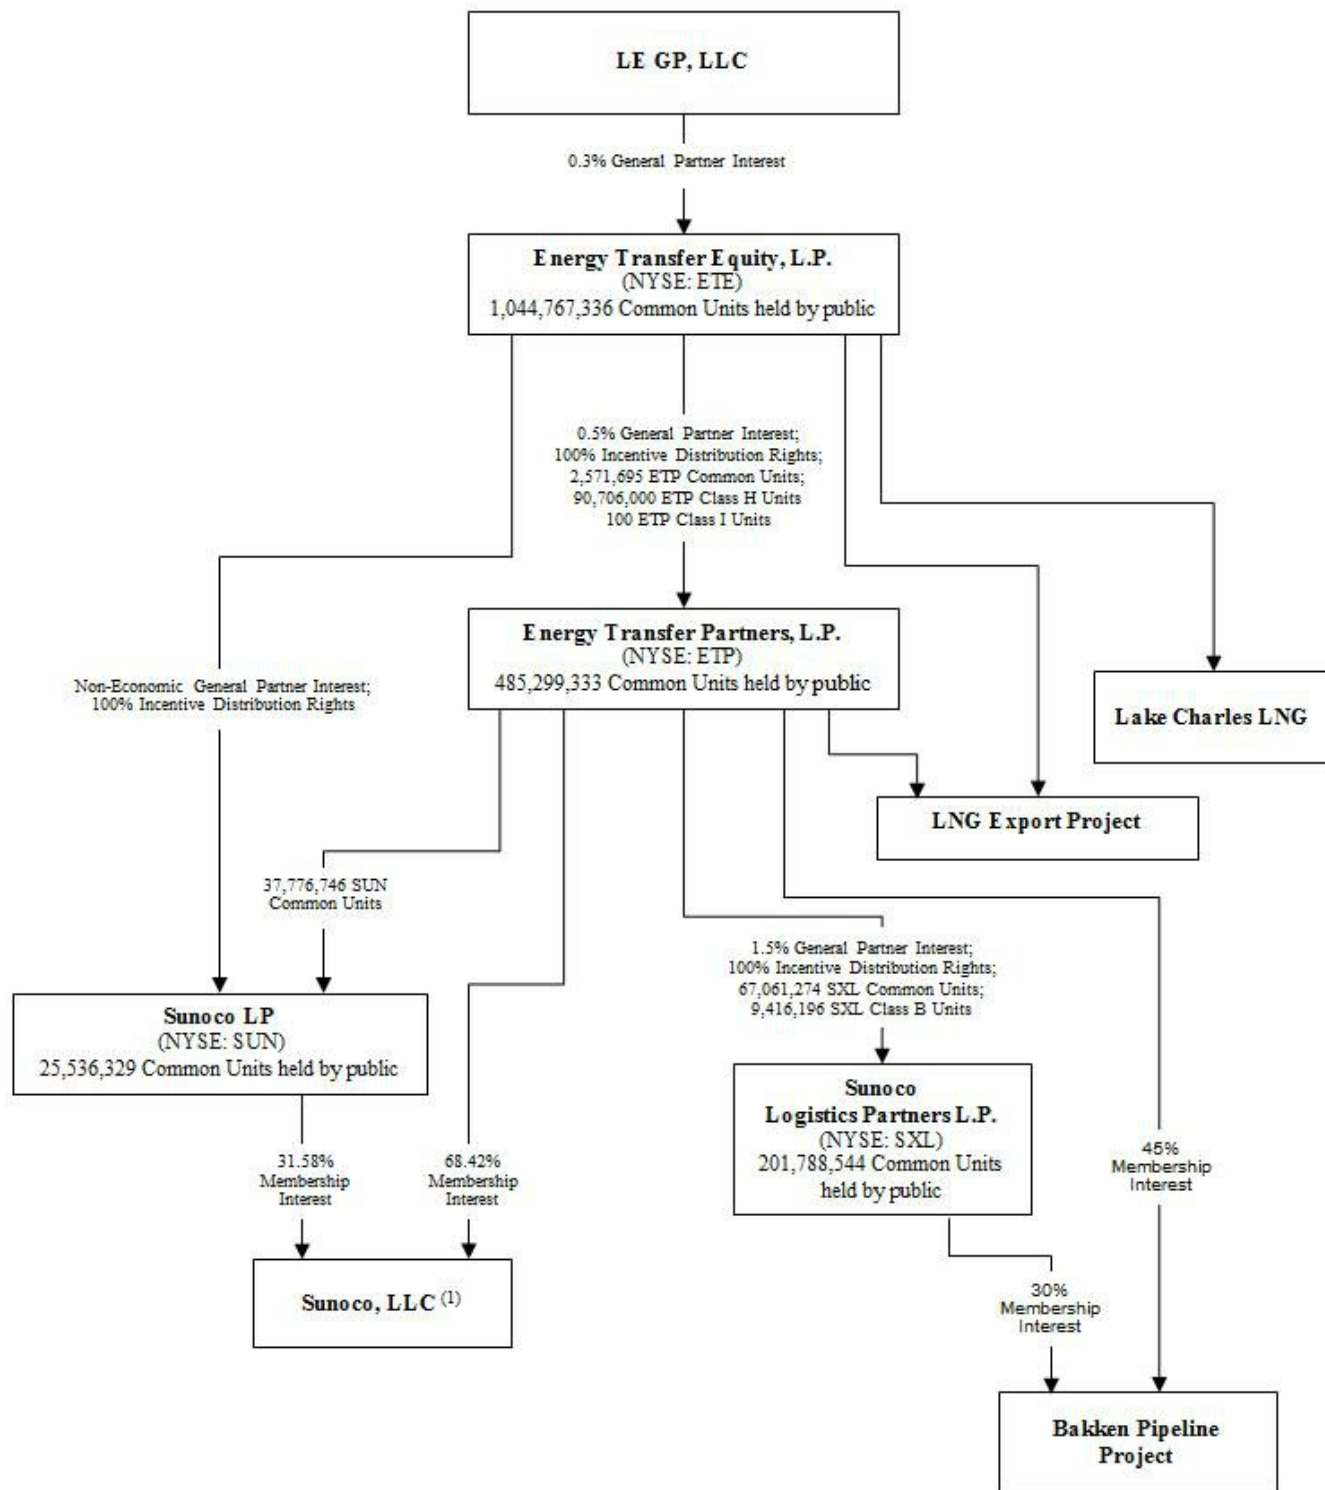 LE GP, LLC
0.3% General Partner Interest
Energy Transfer Equity, L.P.
(NYSE: ETE)
1,044,767,336 Common Units held by public
0.5% General Partner Interest;
100% Incentive Distribution Rights;
2,571,695 ETP Common Units;
90,706,000 ETP Class H Units
100 ETP Class I Units
Energy Transfer Partners, L.P.
(NYSE: ETP)
485,299,333 Common Units held by public
Non-Economic General Partner Interest;
100% Incentive Distribution Rights
Lake Charles LNG
LNG Export Project
37,776,746 SUN
Common Units
1.5% General Partner Interest;
100% Incentive Distribution Rights;
67,061,274 SXL Common Units;
9,416,196 SXL Class B Units
Sunoco LP
(NYSE: SUN)
25,536,329 Common Units held by public
Sunoco
Logistics Partners L.P.
(NYSE: SXL)
201,788,544 Common Units
held by public
31.58%
Membership
Interest
68.42%
Membership
Interest
45%
Membership
Interest
Sunoco, LLC (1)
30%
Membership
Interest
Bakken Pipeline
Project